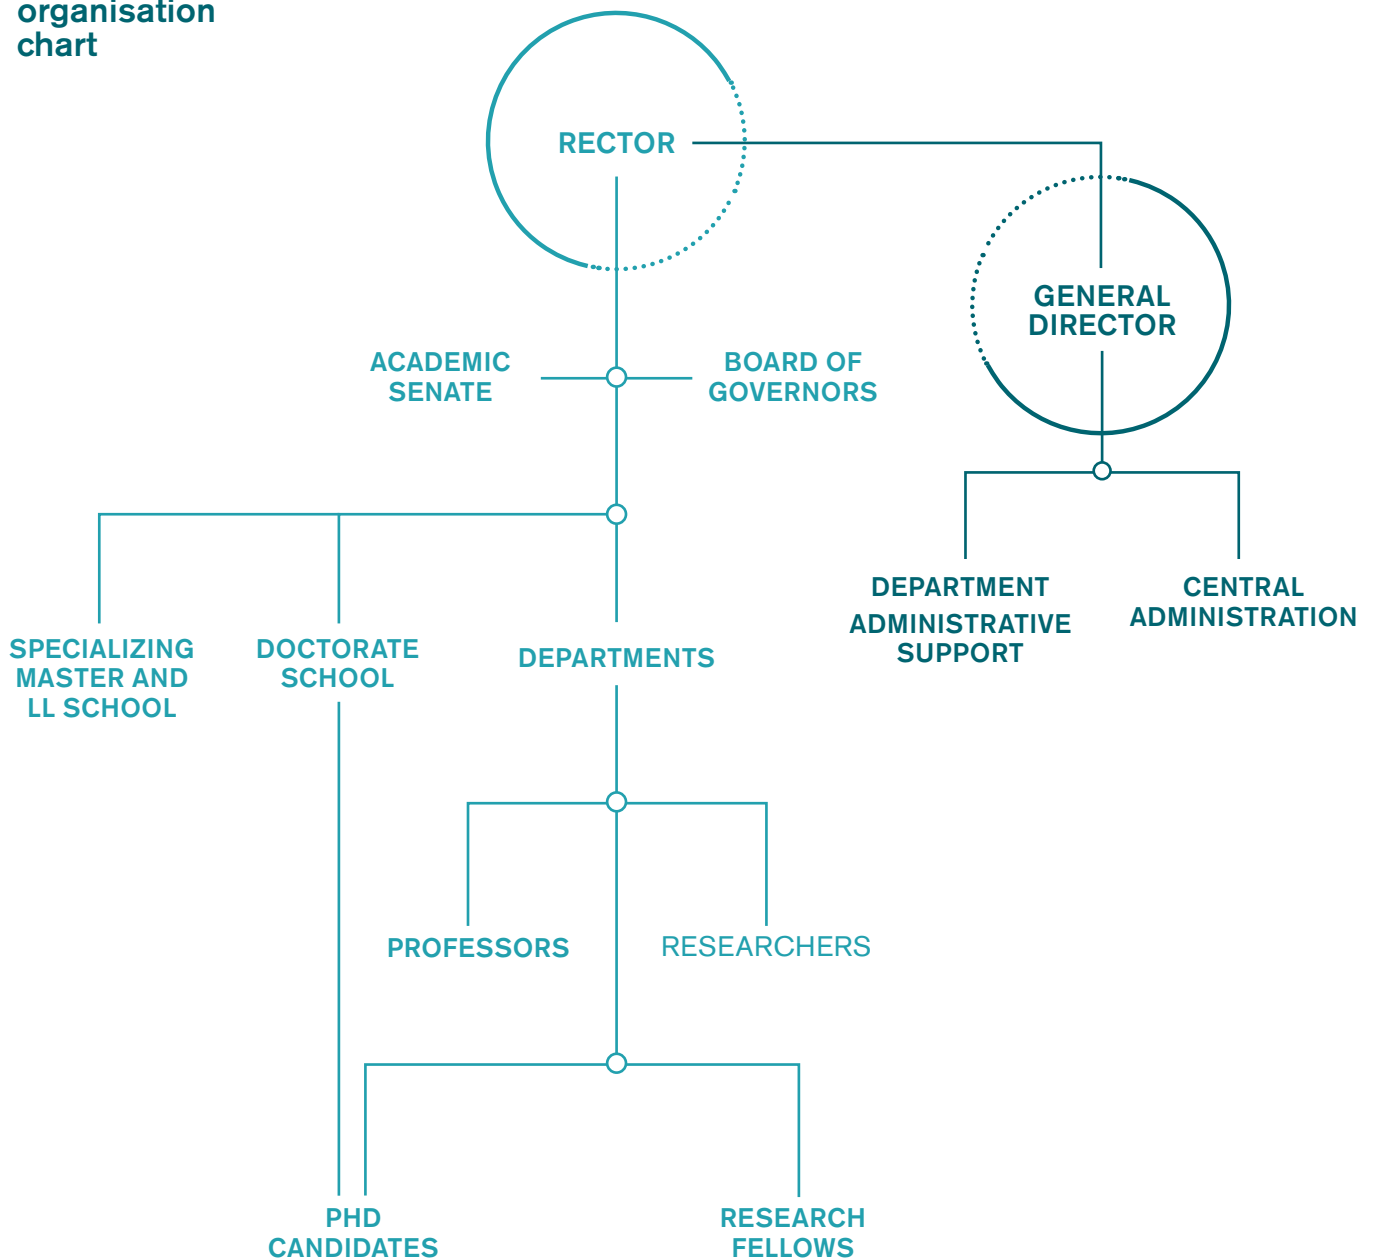 organisation
chart
RECTOR
GENERAL
DIRECTOR
ACADEMIC
SENATE
BOARD OF
GOVERNORS
DEPARTMENT
ADMINISTRATIVE
SUPPORT
CENTRAL
ADMINISTRATION
SPECIALIZING
MASTER AND
LL SCHOOL
DOCTORATE
SCHOOL
DEPARTMENTS
PROFESSORS
RESEARCHERS
PHD
CANDIDATES
RESEARCH
FELLOWS